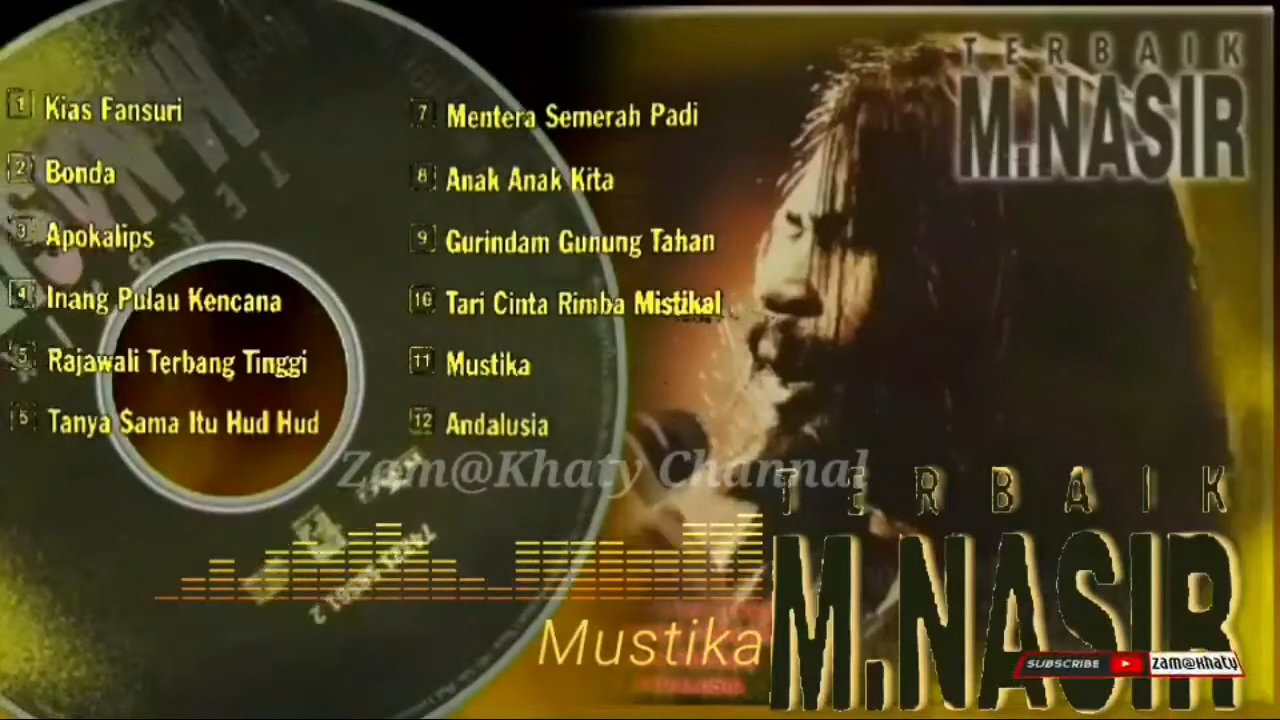 1 Kias Fansuri
2 Bonda
3 Apokalips
4 Inang Pulau Kencana
5 Rajawali Terbang Tinggi
6 Tanya Sama Itu Hud Hud
7 Mentera Semerah Padi
8 Anak Anak Kita
9 Gurindam Gunung Tahan
10 Tari Cinta Rimba Mistikal
11 Mustika
12 Andalusia
TERBAIK
M.NASIR
Zam@Khaty Channal
TERBAIK
M.NASIR
Mustika
SUBSCRIBE
zam@khaty